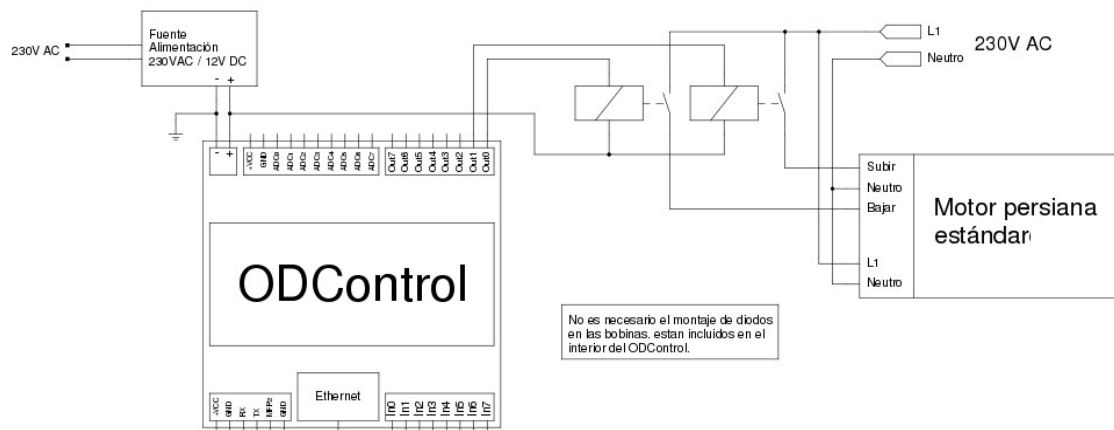 230V AC
Fuente
Alimentación
230VAC / 12V DC
- +
L1
230V AC
Neutro
- +
+VCC
GND
ADC0
ADC1
ADC2
ADC3
ADC4
ADC5
ADC6
ADC7
Out7
Out6
Out5
Out4
Out3
Out2
Out1
Out0
Subir
Neutro
Bajar
L1
Neutro
Motor persiana
estándar
ODControl
No es necesario el montaje de diodos
en las bobinas, estan incluidos en el
interior del ODControl.
Ethernet
+VCC
GND
RX
TX
MFP2
GND
In0
In1
In2
In3
In4
In5
In6
In7